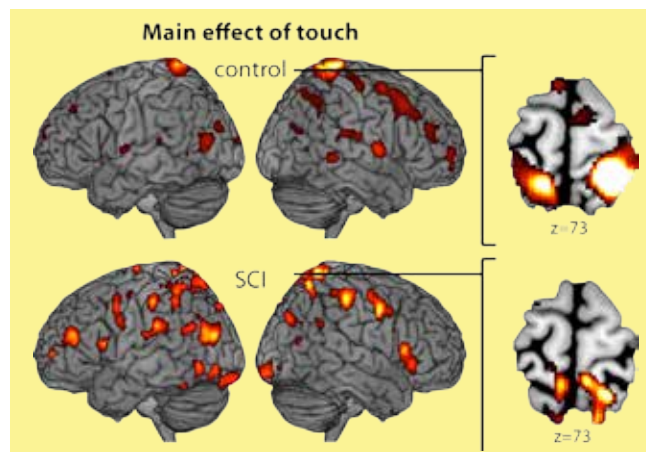 Main effect of touch
control
z=73
SCI
z=73